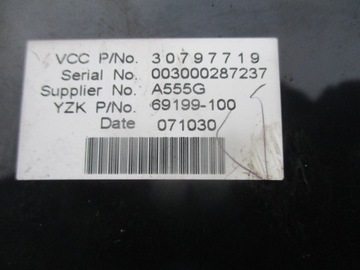 VCC P/No. 30797719
Serial No. 003000287237
Supplier No. A555G
YZK P/No. 69199-100
Date 071030